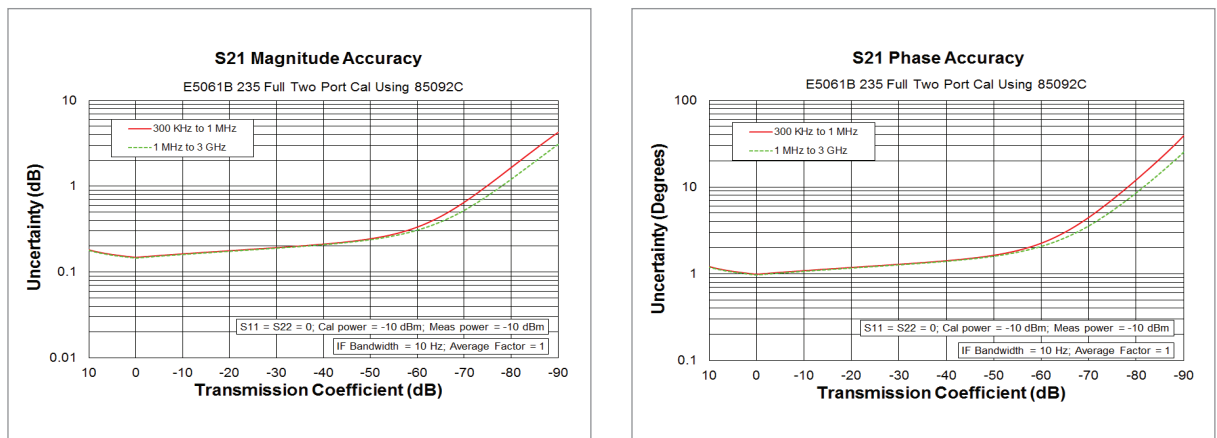 S21 Magnitude Accuracy
E5061B 235 Full Two Port Cal Using 85092C
Uncertainty (dB)
10
1
0.1
0.01
300 KHz to 1 MHz
1 MHz to 3 GHz
S11 = S22 = 0; Cal power = -10 dBm; Meas power = -10 dBm
IF Bandwidth = 10 Hz; Average Factor = 1
10 0 -10 -20 -30 -40 -50 -60 -70 -80 -90
Transmission Coefficient (dB)
S21 Phase Accuracy
E5061B 235 Full Two Port Cal Using 85092C
Uncertainty (Degrees)
100
10
1
0.1
300 KHz to 1 MHz
1 MHz to 3 GHz
S11 = S22 = 0; Cal power = -10 dBm; Meas power = -10 dBm
IF Bandwidth = 10 Hz; Average Factor = 1
10 0 -10 -20 -30 -40 -50 -60 -70 -80 -90
Transmission Coefficient (dB)